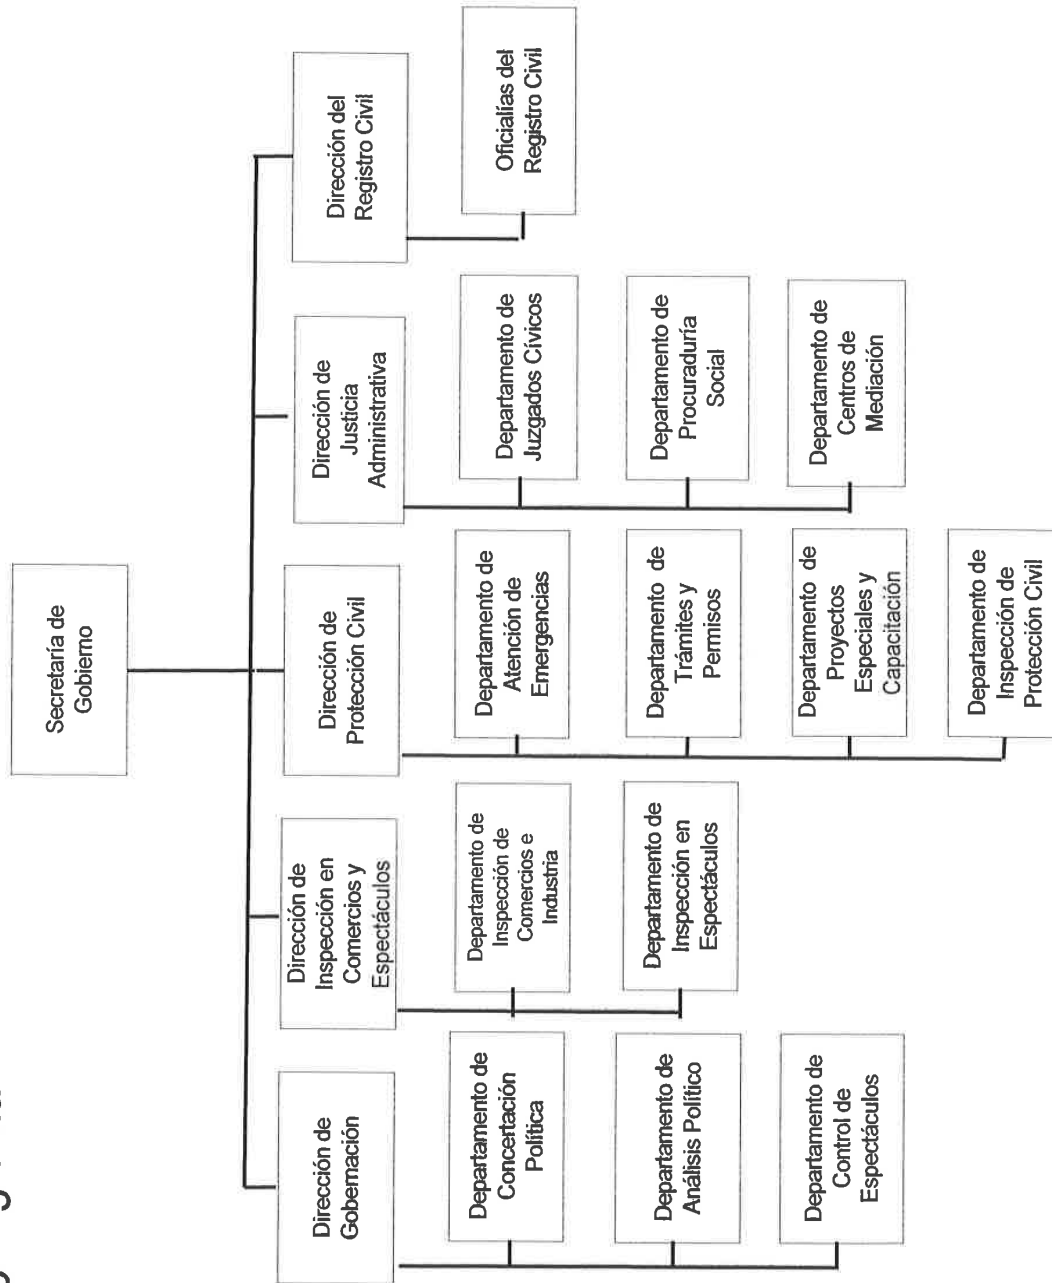 Secretaría de
Gobierno
Dirección de
Gobernación
Dirección de
Inspección en
Comercios y
Espectáculos
Dirección de
Protección Civil
Dirección de
Justicia
Administrativa
Dirección del
Registro Civil
Departamento de
Concertación
Política
Departamento de
Análisis Político
Departamento de
Control de
Espectáculos
Departamento de
Inspección de
Comercios e
Industria
Departamento de
Inspección en
Espectáculos
Departamento de
Atención de
Emergencias
Departamento de
Trámites y
Permisos
Departamento de
Proyectos
Especiales y
Capacitación
Departamento de
Inspección de
Protección Civil
Departamento de
Juzgados Cívicos
Departamento de
Procuraduría
Social
Departamento de
Centros de
Mediación
Oficialías del
Registro Civil